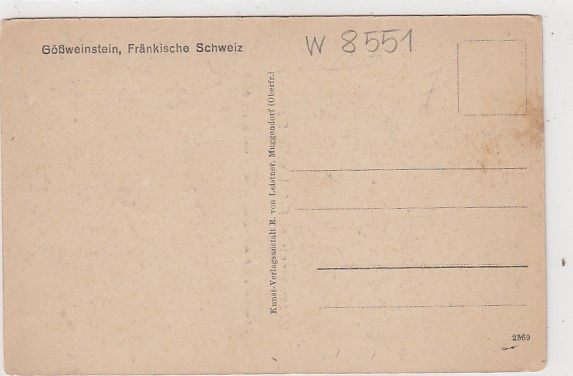 Gößweinstein, Fränkische Schweiz
W 8551
Kunst-Verlagsanstalt E. von Leistner, Muggendorf (Oberfr.)
2569